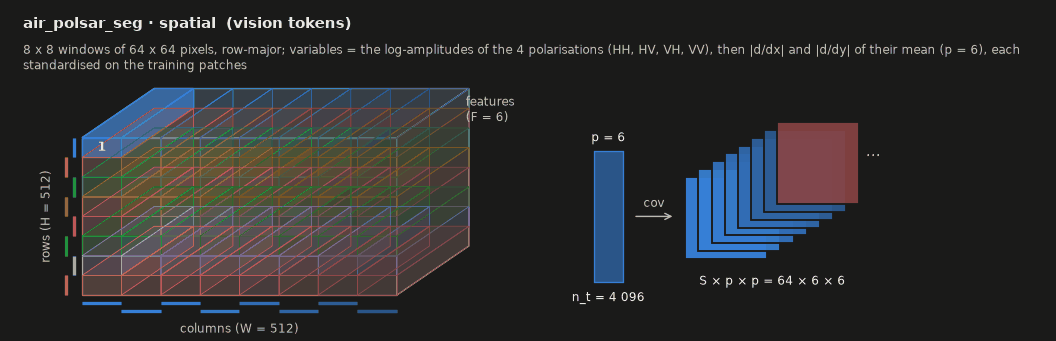 air_polsar_seg · spatial  (vision tokens)
8 x 8 windows of 64 x 64 pixels, row-major; variables = the log-amplitudes of the 4 polarisations (HH, HV, VH, VV), then |d/dx| and |d/dy| of their mean (p = 6), each
standardised on the training patches
features
(F = 6)
1
rows (H = 512)
columns (W = 512)
p = 6
n_t = 4 096
cov
...
S × p × p = 64 × 6 × 6